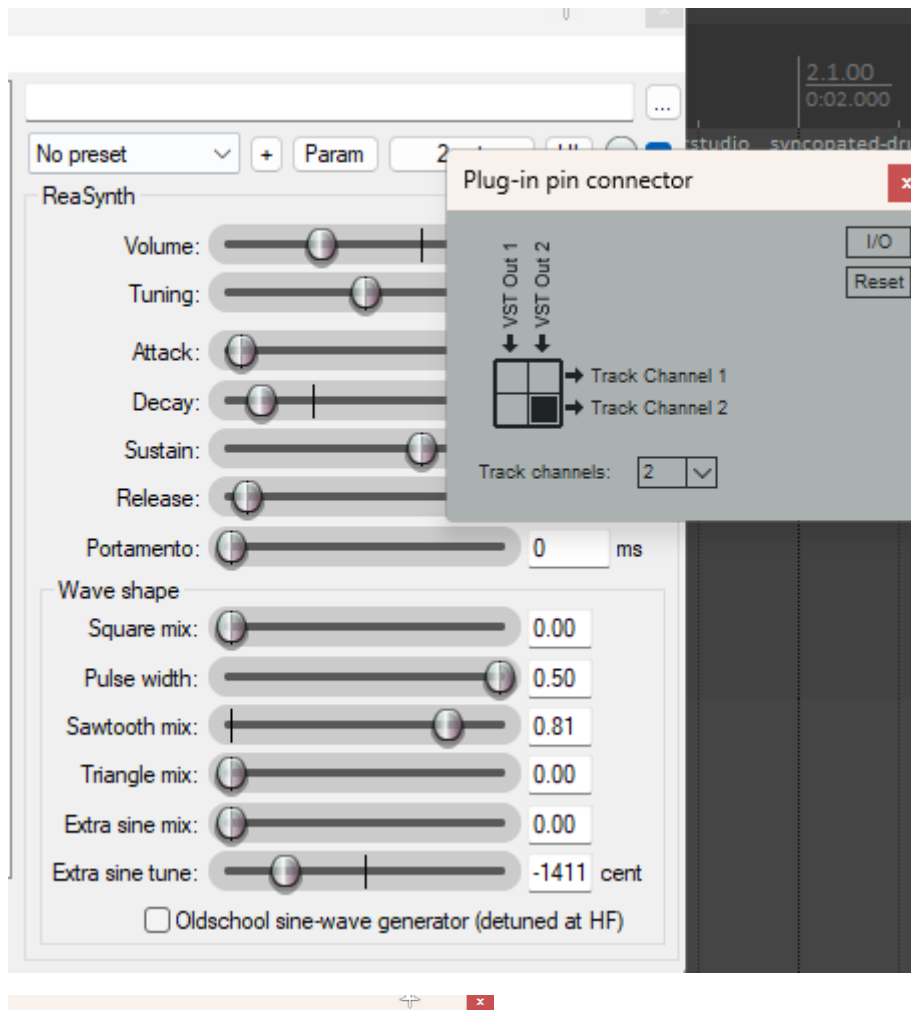 2.1.00
0:02.000
...
No preset
+
Param
2
UI
studio syncopated-dru
Plug-in pin connector
x
ReaSynth
Volume:
Tuning:
Attack:
Decay:
Sustain:
Release:
Portamento: 0 ms
VST Out 1
VST Out 2
I/O
Reset
Track Channel 1
Track Channel 2
Track channels: 2
Wave shape
Square mix: 0.00
Pulse width: 0.50
Sawtooth mix: 0.81
Triangle mix: 0.00
Extra sine mix: 0.00
Extra sine tune: -1411 cent
Oldschool sine-wave generator (detuned at HF)
x